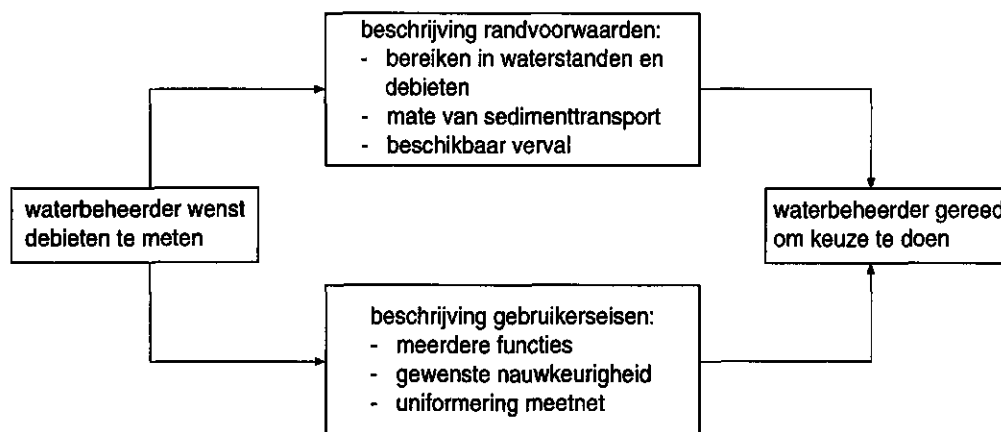 beschrijving randvoorwaarden:
- bereiken in waterstanden en
debieten
- mate van sedimenttransport
- beschikbaar verval
waterbeheerder wenst
debieten te meten
waterbeheerder gereed
om keuze te doen
beschrijving gebruikerseisen:
- meerdere functies
- gewenste nauwkeurigheid
- uniformering meetnet